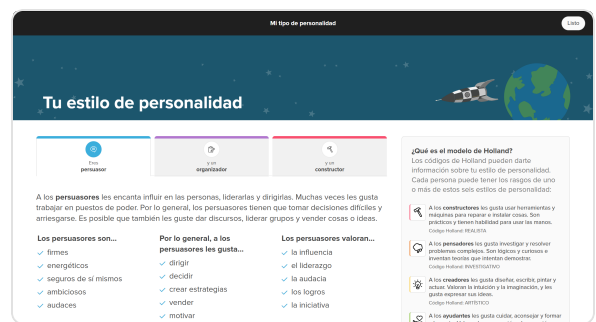 Mi tipo de personalidad
Listo
Tu estilo de personalidad
Eres
persuasor
y un
organizador
y un
constructor
A los persuasores les encanta influir en las personas, liderarlas y dirigirlas. Muchas veces les gusta
trabajar en puestos de poder. Por lo general, los persuasores tienen que tomar decisiones difíciles y
arriesgarse. Es posible que también les guste dar discursos, liderar grupos y vender cosas o ideas.
Los persuasores son...
firmes
energéticos
seguros de sí mismos
ambiciosos
audaces
Por lo general, a los
persuasores les gusta...
dirigir
decidir
crear estrategias
vender
motivar
Los persuasores valoran...
la influencia
el liderazgo
la audacia
los logros
la iniciativa
¿Qué es el modelo de Holland?
Los códigos de Holland pueden darte
información sobre tu estilo de personalidad.
Cada persona puede tener los rasgos de uno
o más de estos seis estilos de personalidad:
A los constructores les gusta usar herramientas y
máquinas para reparar e instalar cosas. Son
prácticos y tienen habilidad para usar las manos.
Código Holland: REALISTA
A los pensadores les gusta investigar y resolver
problemas complejos. Son lógicos y curiosos e
inventan teorías que intentan demostrar.
Código Holland: INVESTIGATIVO
A los creadores les gusta diseñar, escribir, pintar y
actuar. Valoran la intuición y la imaginación, y les
gusta expresar sus ideas.
Código Holland: ARTÍSTICO
A los ayudantes les gusta cuidar, aconsejar y formar